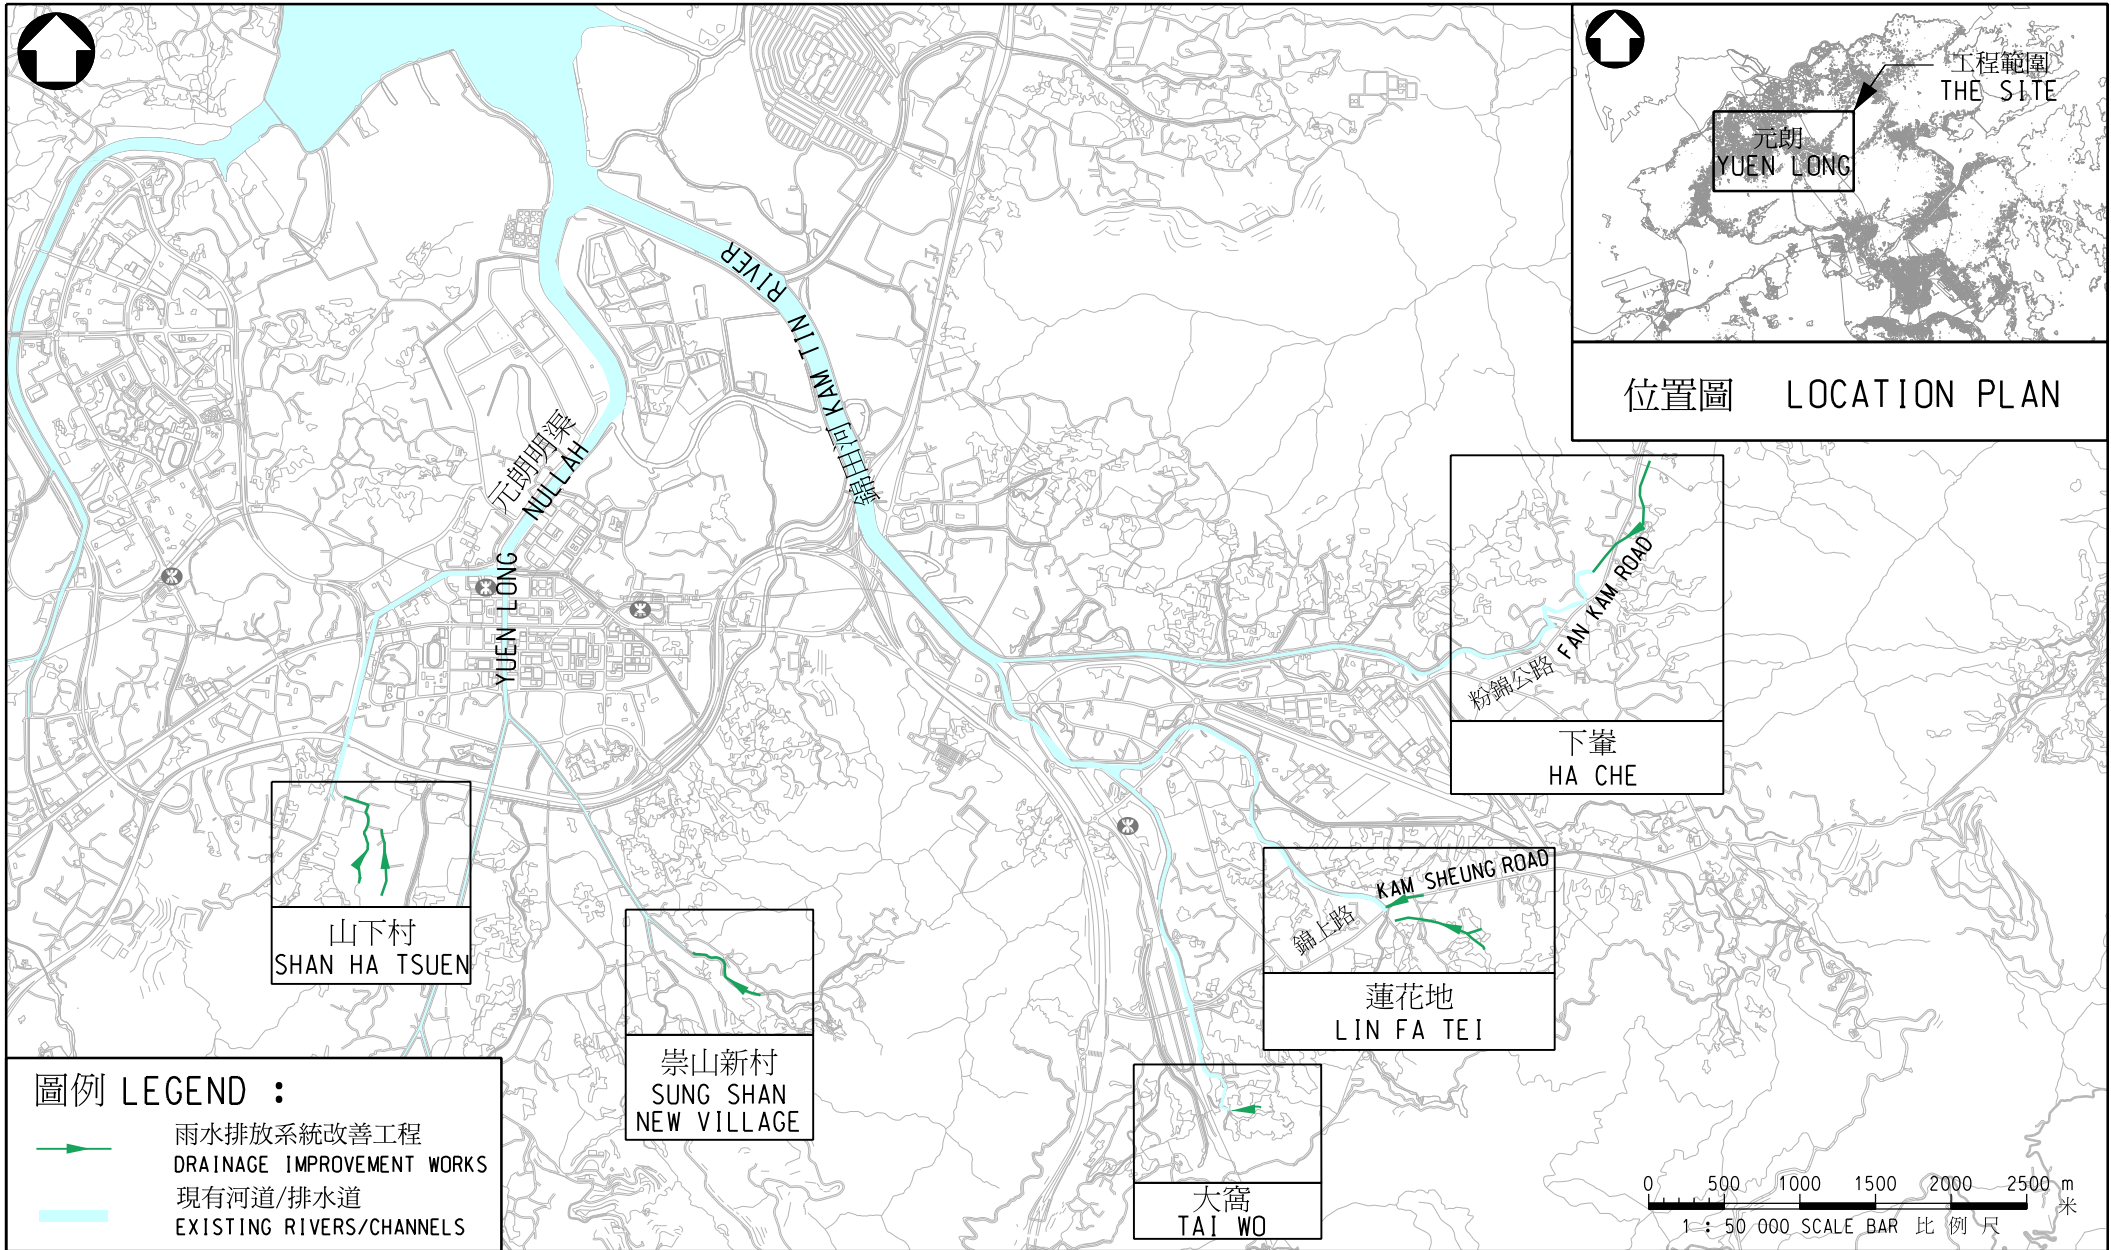 工程範圍
THE SITE
元朗
YUEN LONG
位置圖 LOCATION PLAN
錦田河 KAM TIN RIVER
元朗明渠
YUEN LONG NULLAH
粉錦公路 FAN KAM ROAD
下輋
HA CHE
山下村
SHAN HA TSUEN
崇山新村
SUNG SHAN
NEW VILLAGE
錦上路 KAM SHEUNG ROAD
蓮花地
LIN FA TEI
大窩
TAI WO
圖例 LEGEND :
雨水排放系統改善工程
DRAINAGE IMPROVEMENT WORKS
現有河道/排水道
EXISTING RIVERS/CHANNELS
0 500 1000 1500 2000 2500 m
米
1 : 50 000 SCALE BAR 比例尺